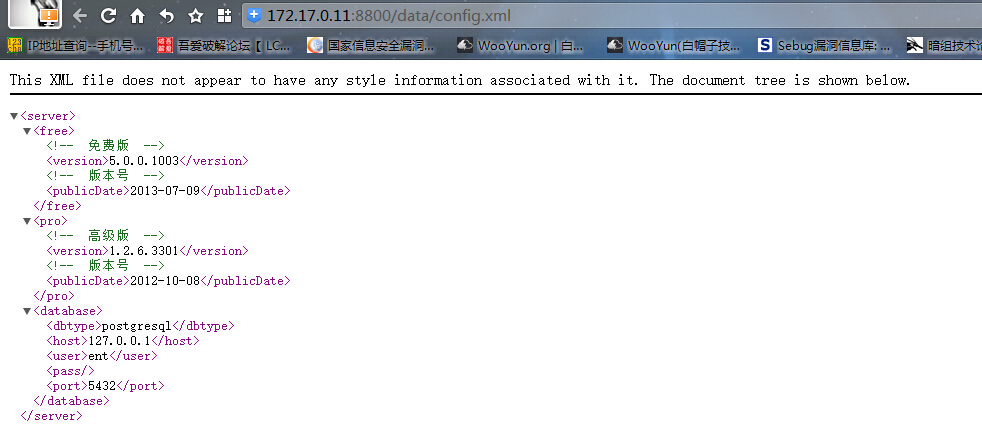 172.17.0.11:8800/data/config.xml
IP地址查询--手机号... 吾爱破解论坛【 LC... 国家信息安全漏洞... WooYun.org | 白... WooYun(白帽子技... Sebug漏洞信息库: ... 暗组技术论
This XML file does not appear to have any style information associated with it. The document tree is shown below.
▼<server>
▼<free>
<!-- 免费版 -->
<version>5.0.0.1003</version>
<!-- 版本号 -->
<publicDate>2013-07-09</publicDate>
</free>
▼<pro>
<!-- 高级版 -->
<version>1.2.6.3301</version>
<!-- 版本号 -->
<publicDate>2012-10-08</publicDate>
</pro>
▼<database>
<dbtype>postgresql</dbtype>
<host>127.0.0.1</host>
<user>ent</user>
<pass/>
<port>5432</port>
</database>
</server>